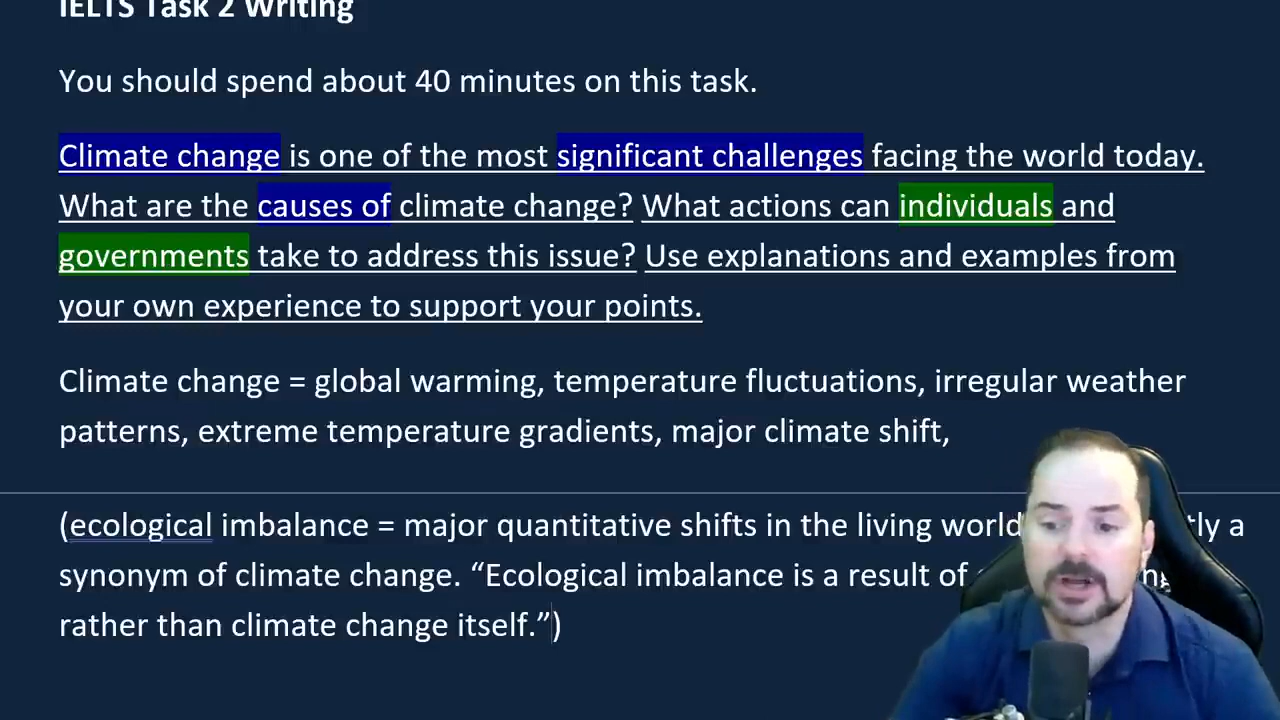 IELTS Task 2 Writing
You should spend about 40 minutes on this task.
Climate change is one of the most significant challenges facing the world today.
What are the causes of climate change? What actions can individuals and
governments take to address this issue? Use explanations and examples from
your own experience to support your points.
Climate change = global warming, temperature fluctuations, irregular weather
patterns, extreme temperature gradients, major climate shift,
(ecological imbalance = major quantitative shifts in the living world a
synonym of climate change. “Ecological imbalance is a result of
rather than climate change itself.”)